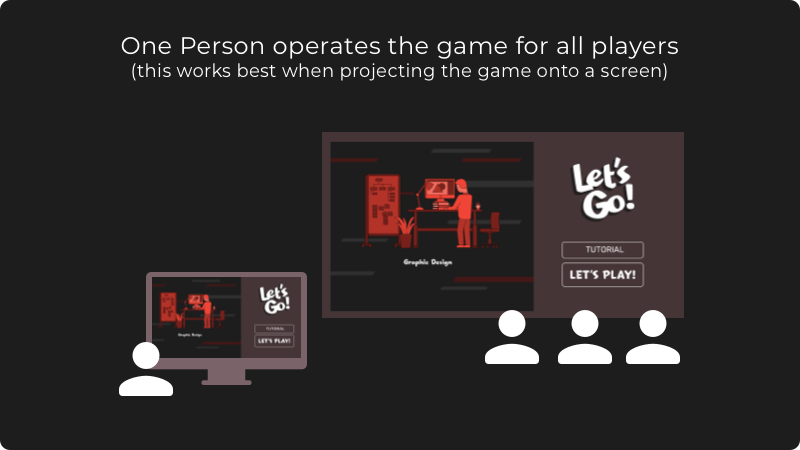 One Person operates the game for all players
(this works best when projecting the game onto a screen)
Let's
Go!
TUTORIAL
LET'S PLAY!
Graphic Design
Let's
Go!
TUTORIAL
LET'S PLAY!
Graphic Design